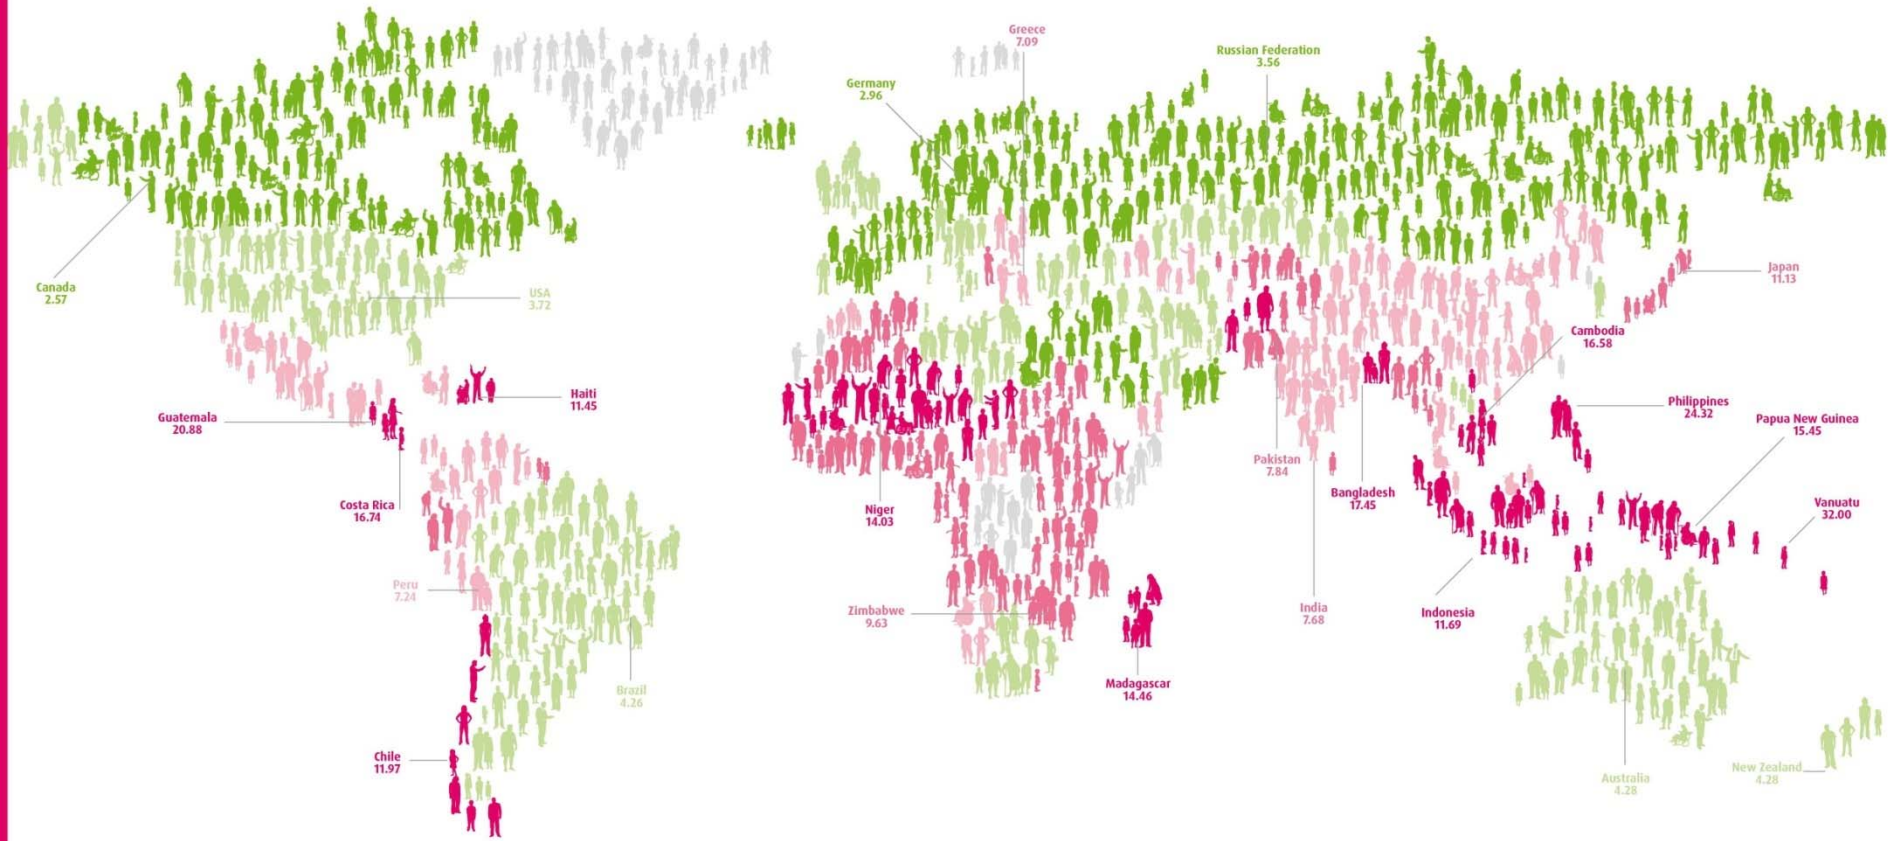 Greece
7.09
Russian Federation
3.56
Germany
2.96
Canada
2.57
USA
3.72
Japan
11.13
Cambodia
16.58
Haiti
11.45
Guatemala
20.88
Philippines
24.32
Papua New Guinea
15.45
Pakistan
7.84
Bangladesh
17.45
Costa Rica
16.74
Niger
14.03
Vanuatu
32.00
Peru
7.24
Zimbabwe
9.63
India
7.68
Indonesia
11.69
Madagascar
14.46
Brazil
4.26
Chile
11.97
Australia
4.28
New Zealand
4.28